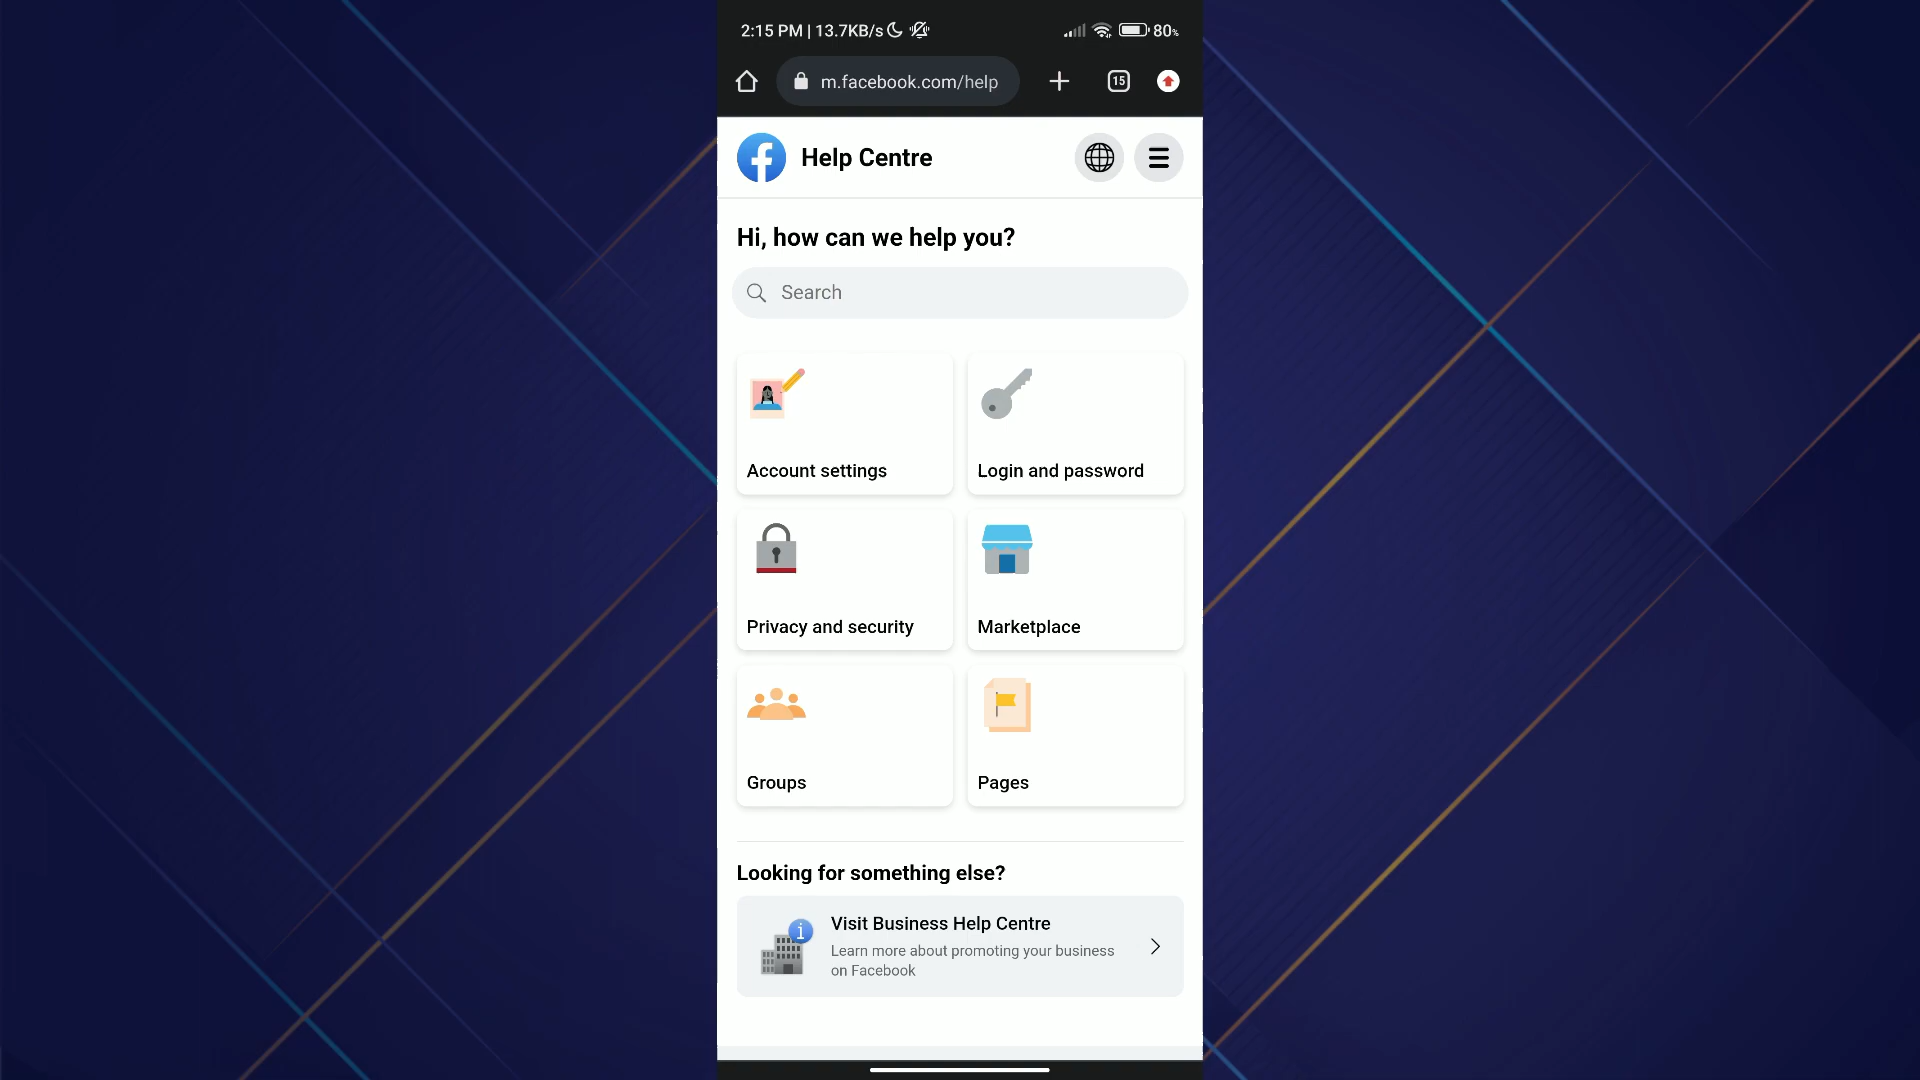 2:15 PM | 13.7KB/s 80%
m.facebook.com/help 15
Help Centre
Hi, how can we help you?
Search
Account settings
Login and password
Privacy and security
Marketplace
Groups
Pages
Looking for something else?
Visit Business Help Centre
Learn more about promoting your business
on Facebook